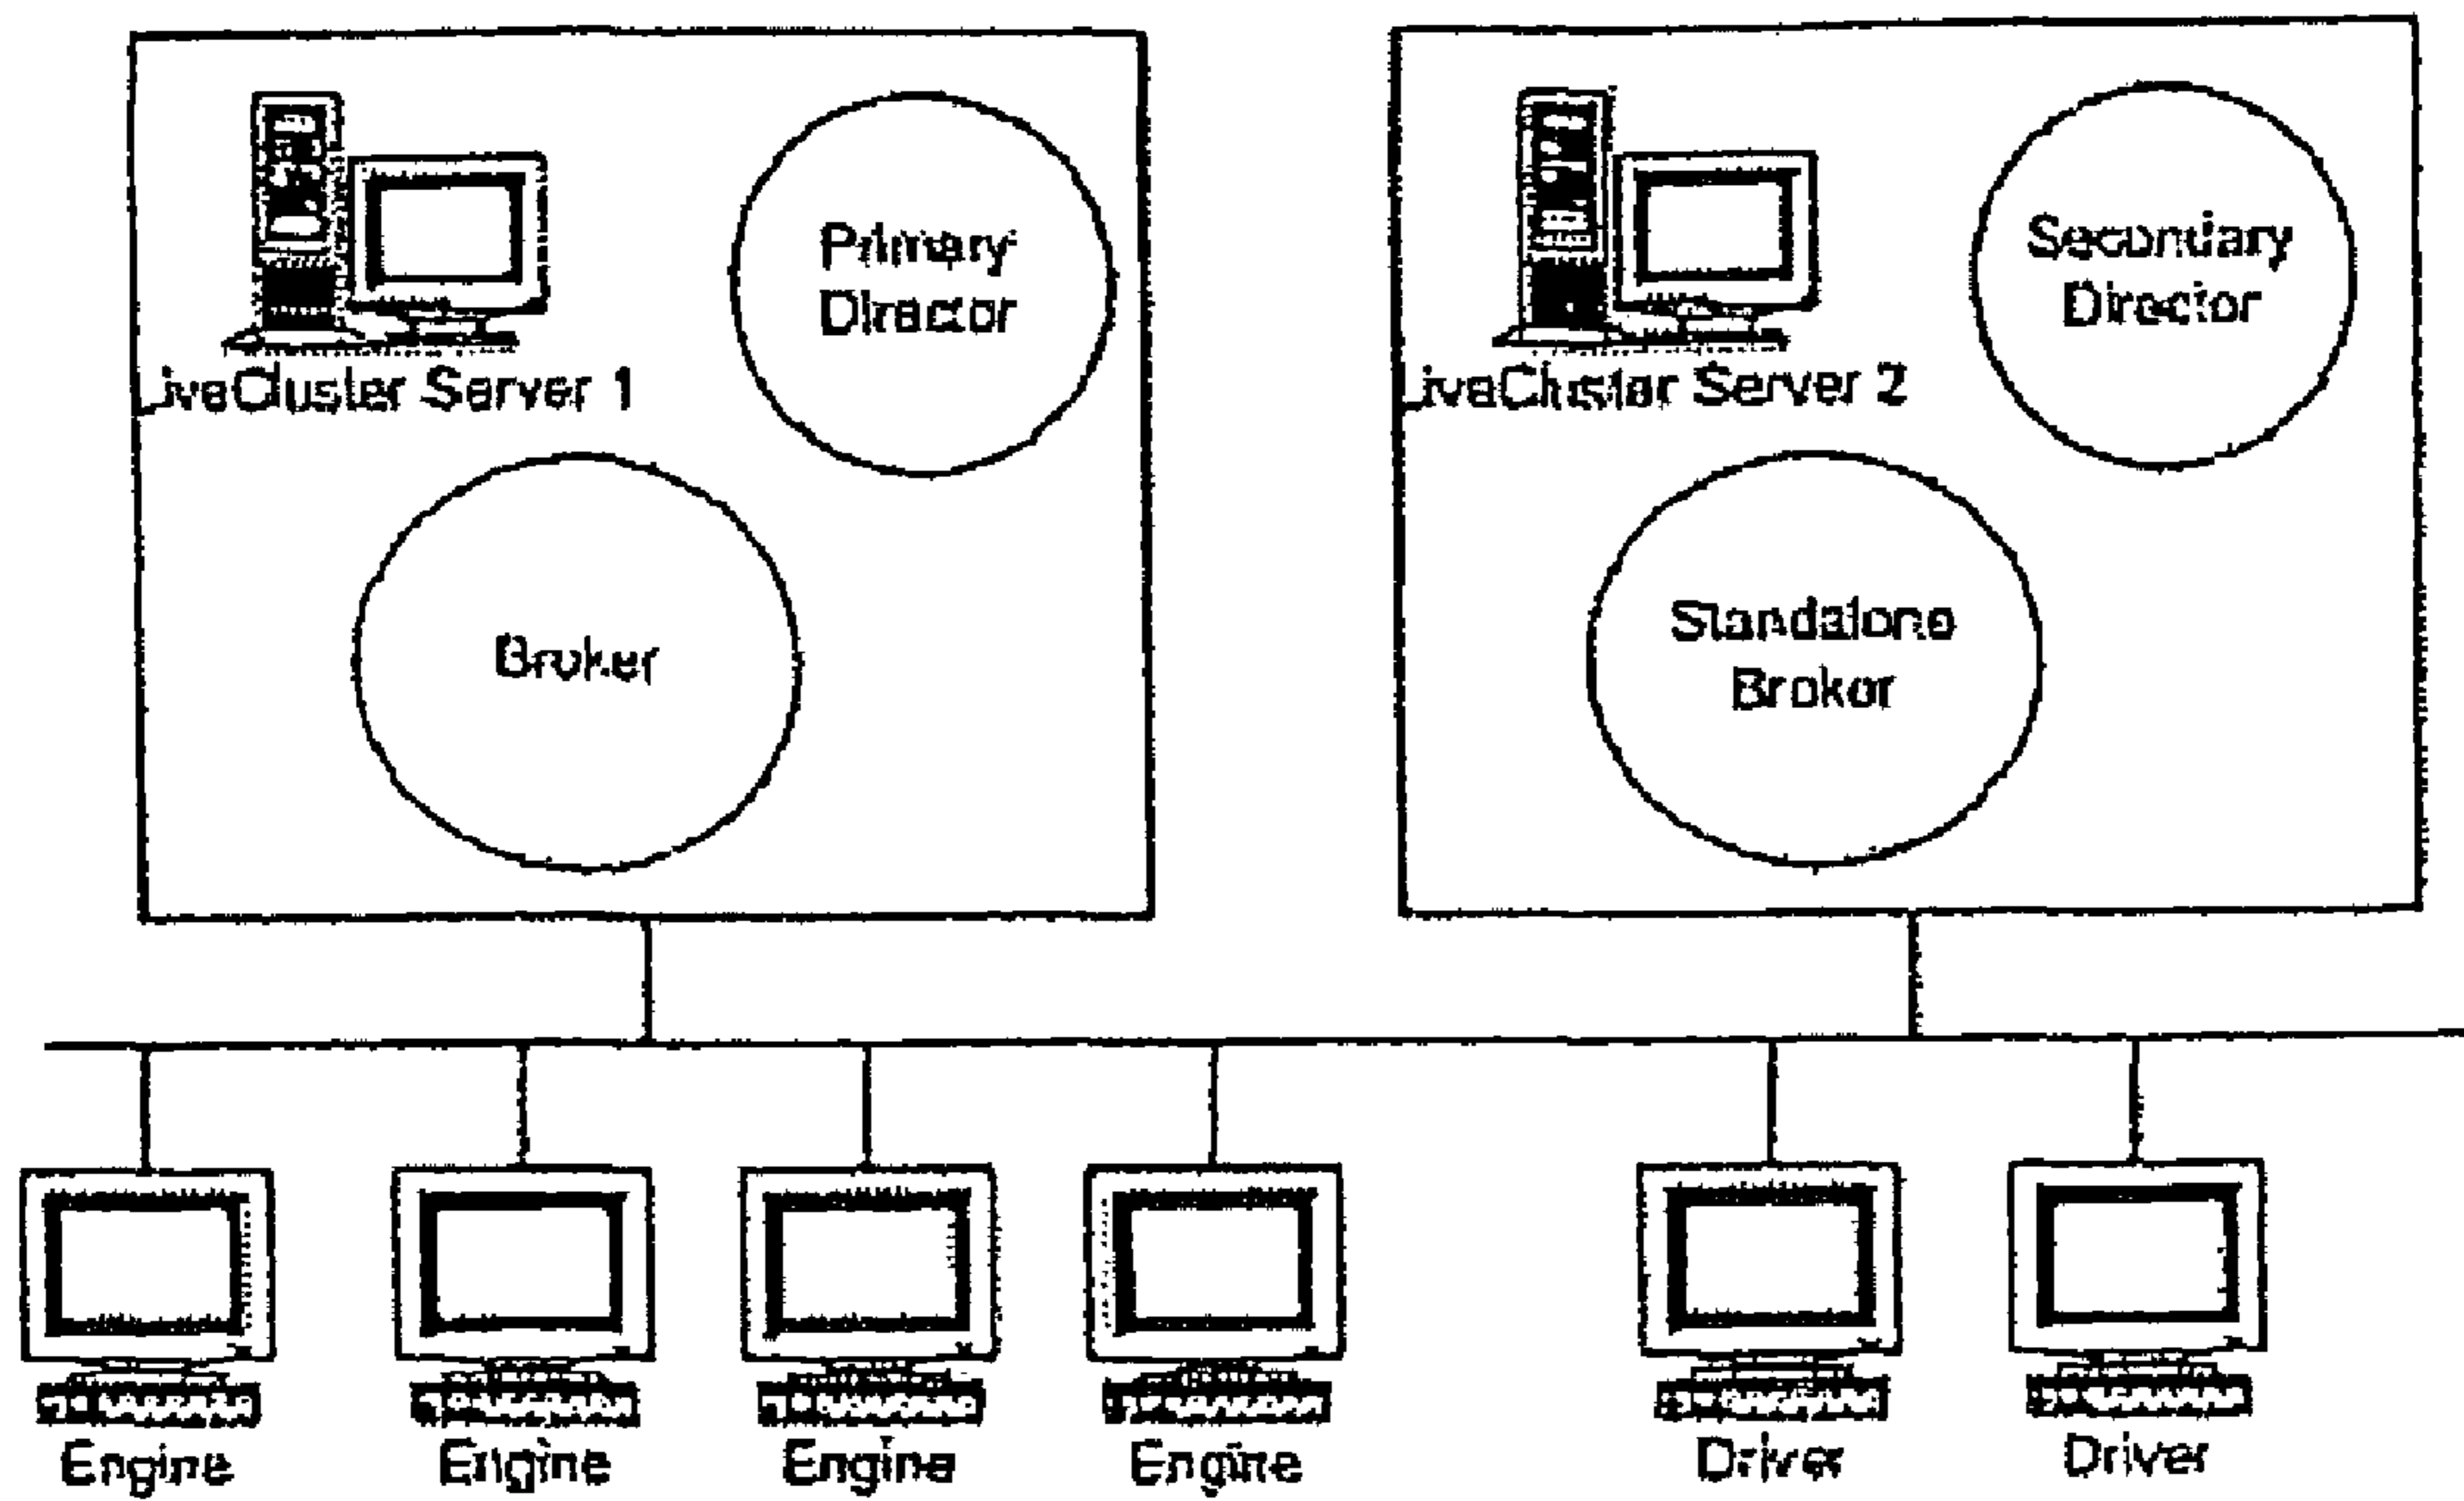 Primary
Director
LiveCluster Server 1
Broker
Secondary
Director
LiveCluster Server 2
Standalone
Broker
Engine
Engine
Engine
Engine
Driver
Driver